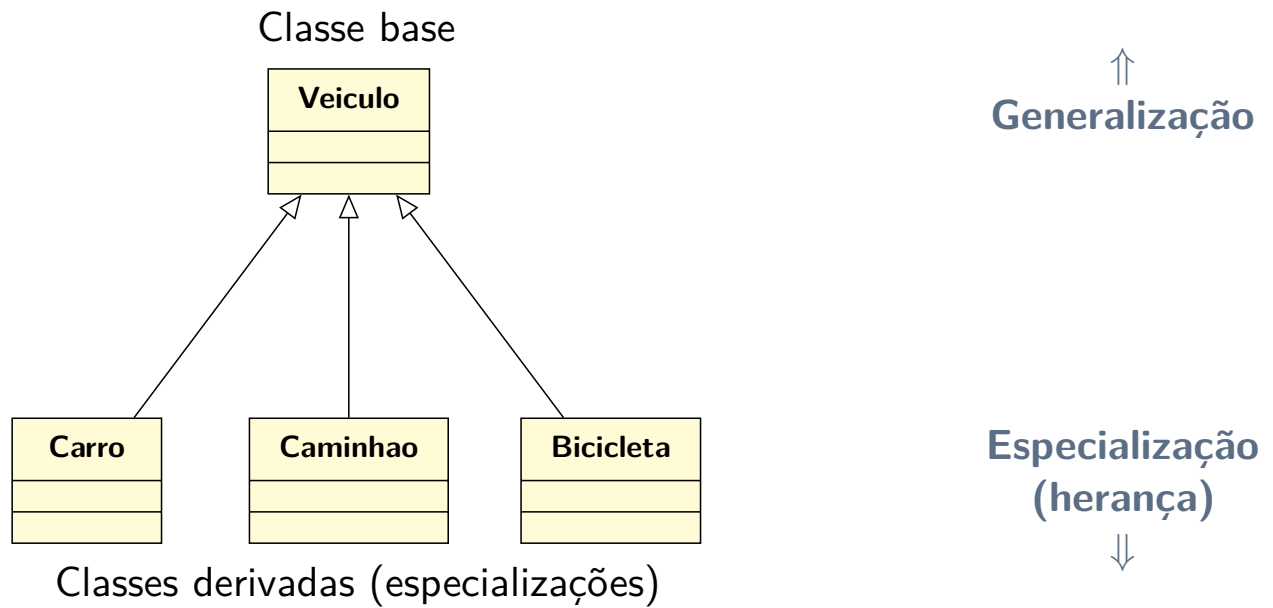 Classe base
Veiculo
⇑
Generalização
Carro
Caminhao
Bicicleta
Especialização
(herança)
⇓
Classes derivadas (especializações)